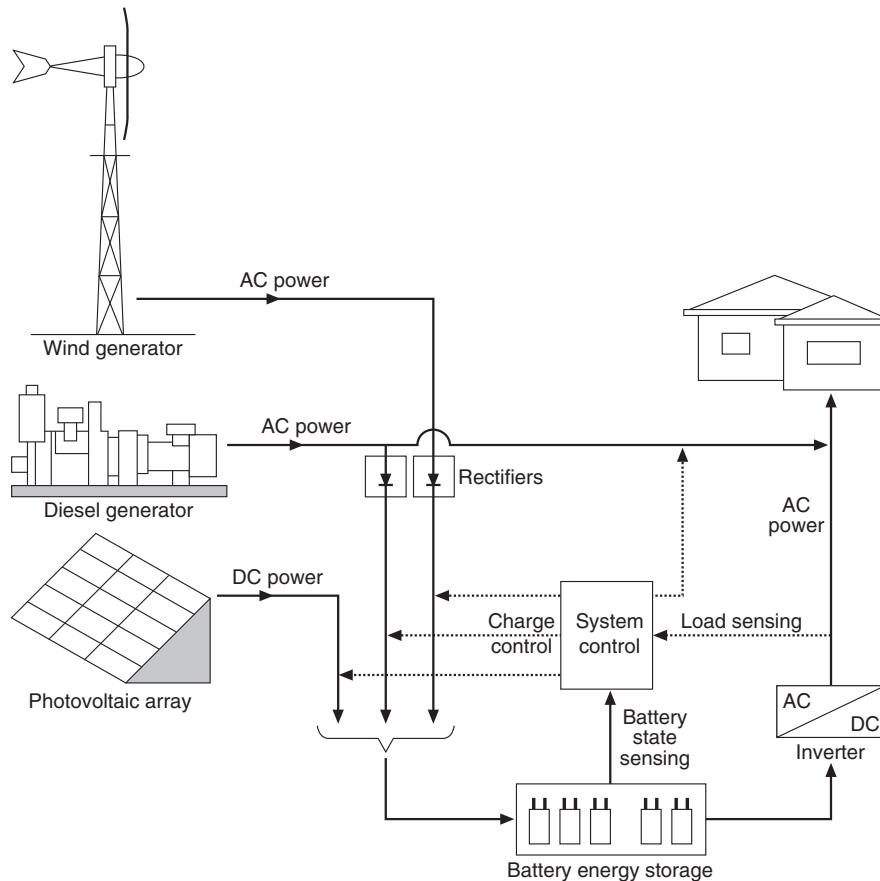 AC power
Wind generator
AC power
Rectifiers
Diesel generator
AC
power
DC power
Charge
control
System
control
Load sensing
Photovoltaic array
Battery
state
sensing
AC
DC
Inverter
Battery energy storage